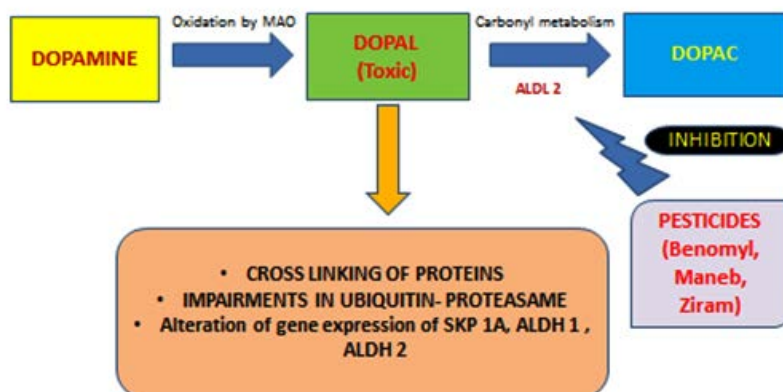 Oxidation by MAO
Carbonyl metabolism
DOPAMINE
DOPAL
(Toxic)
DOPAC
ALDL 2
INHIBITION
PESTICIDES
(Benomyl,
Maneb,
Ziram)
• CROSS LINKING OF PROTEINS
• IMPAIRMENTS IN UBIQUITIN- PROTEASAME
• Alteration of gene expression of SKP 1A, ALDH 1 ,
ALDH 2